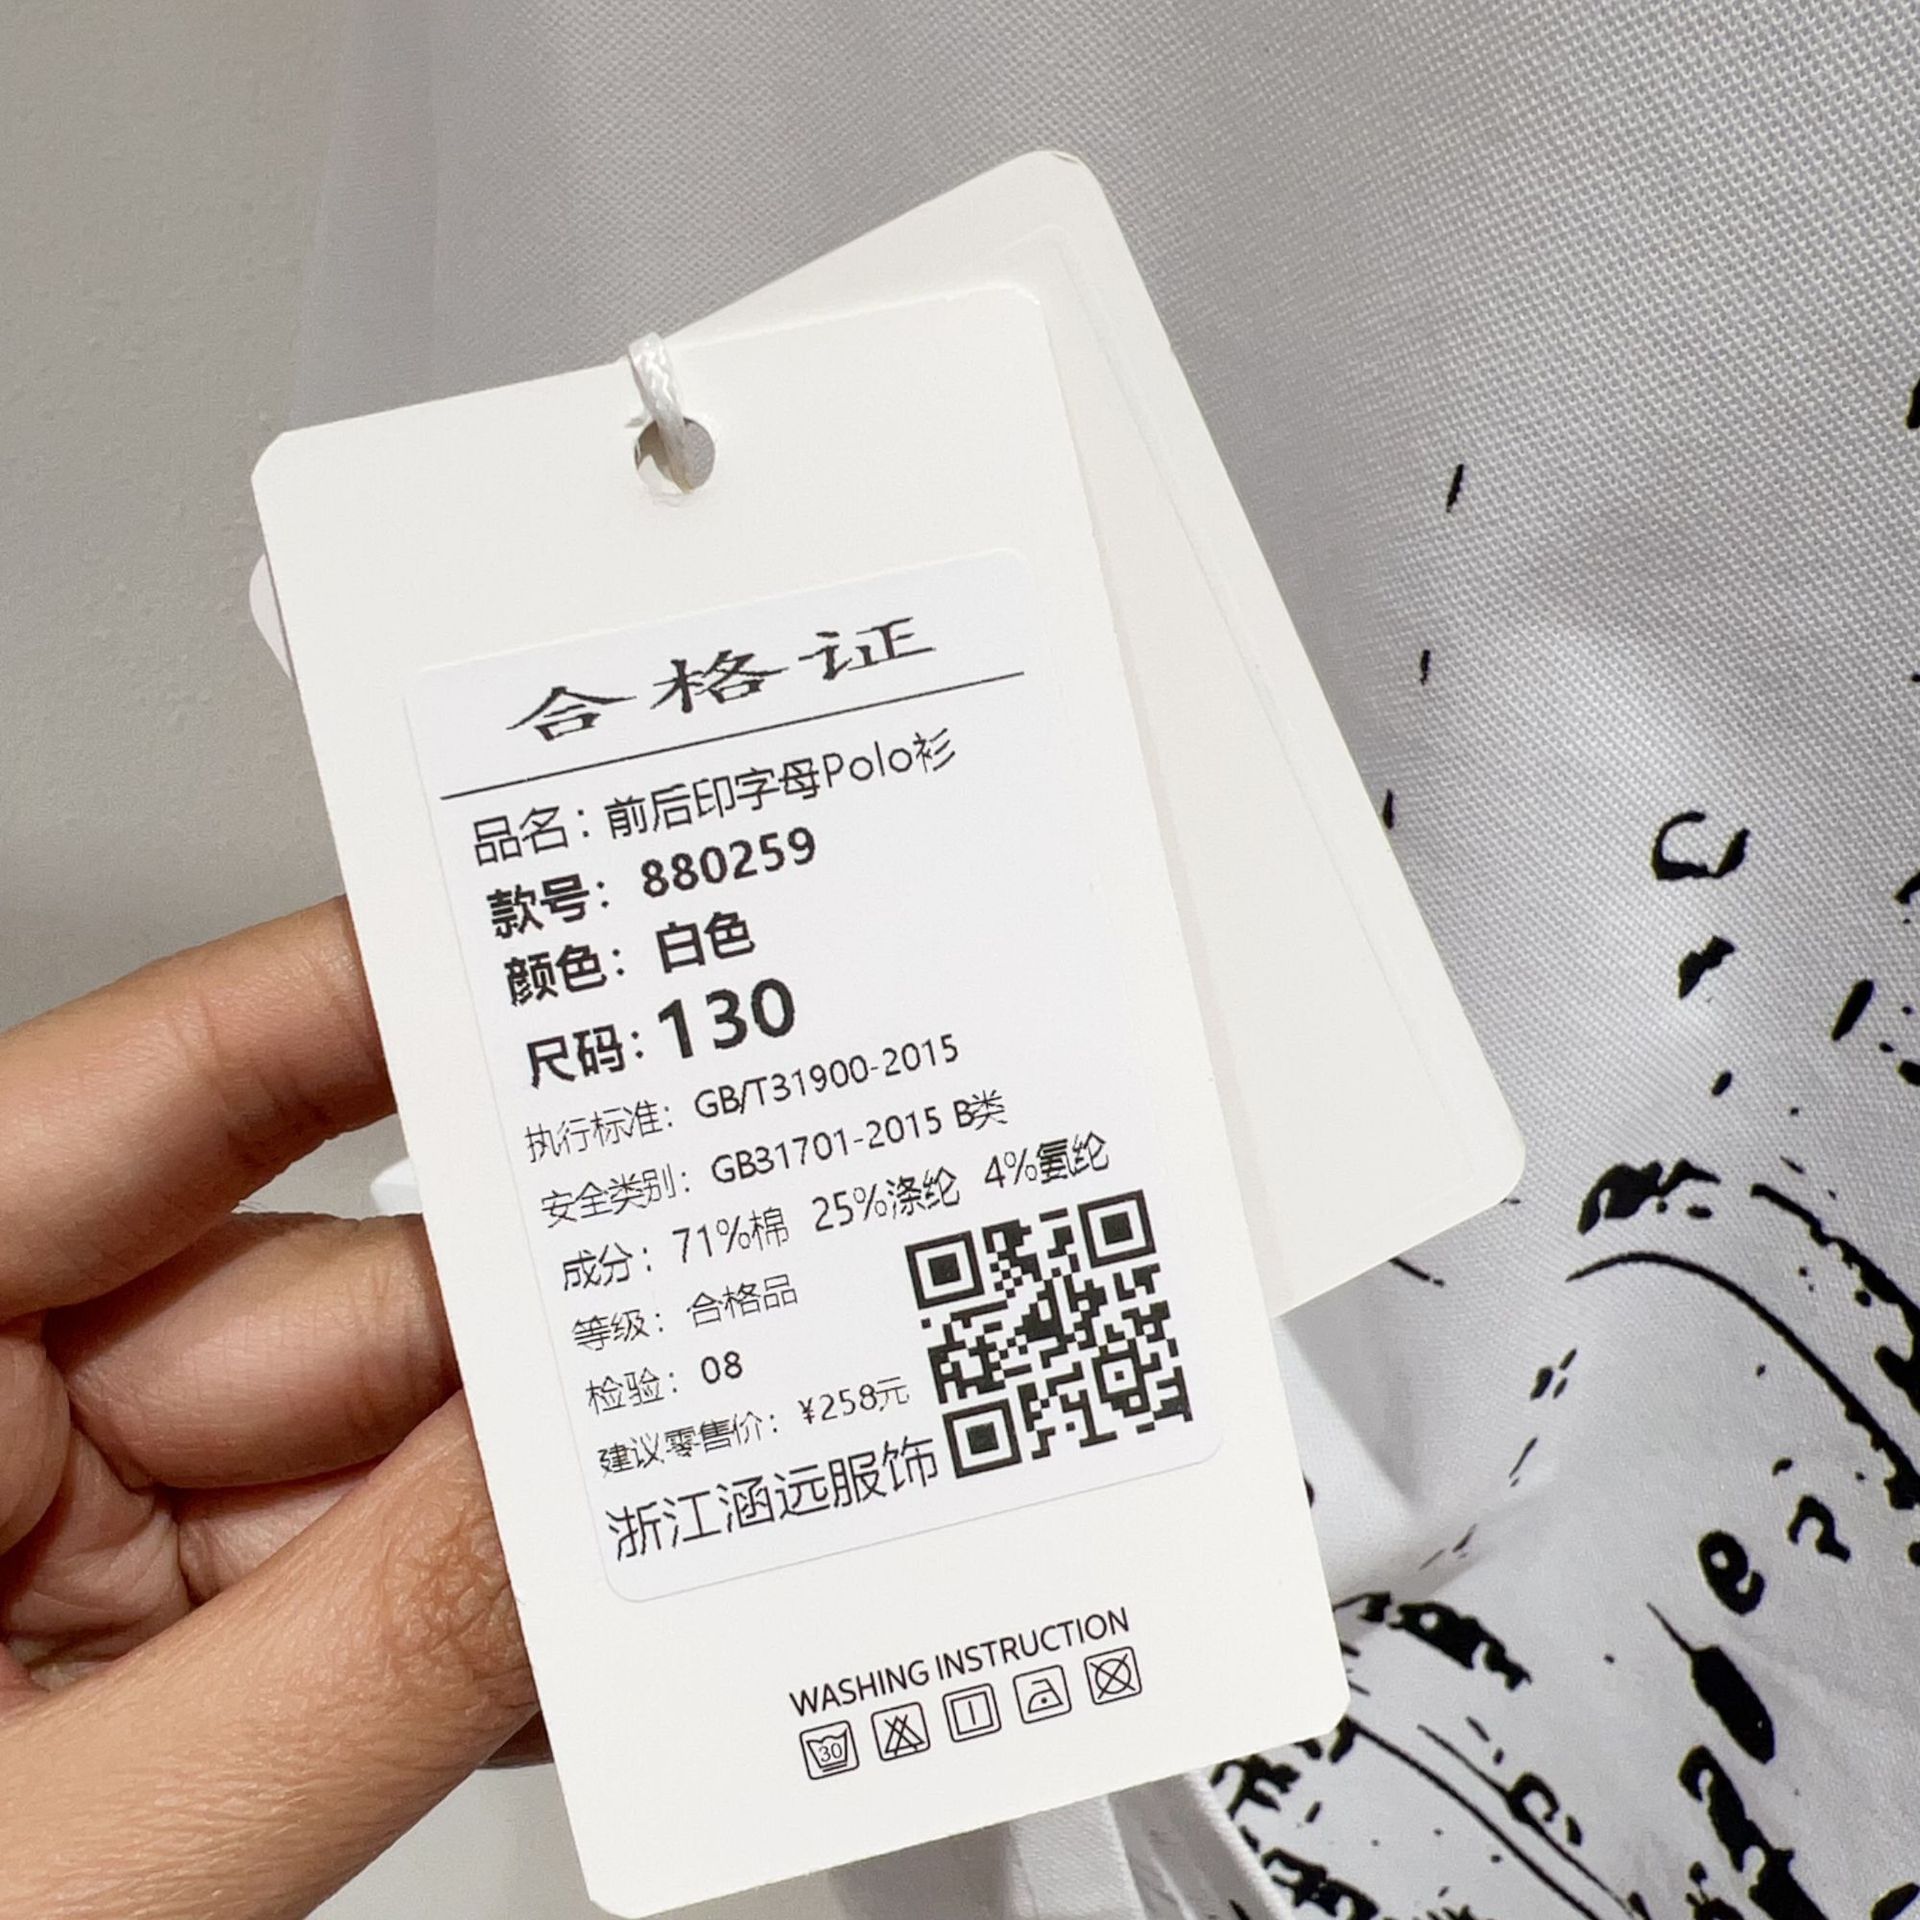 合格证
品名：前后印字母Polo衫
款号：880259
颜色：白色
尺码：130
执行标准：GB/T31900-2015
安全类别：GB31701-2015 B类
成分：71%棉 25%涤纶 4%氨纶
等级：合格品
检验：08
建议零售价：¥258元
浙江涵远服饰
WASHING INSTRUCTION
30